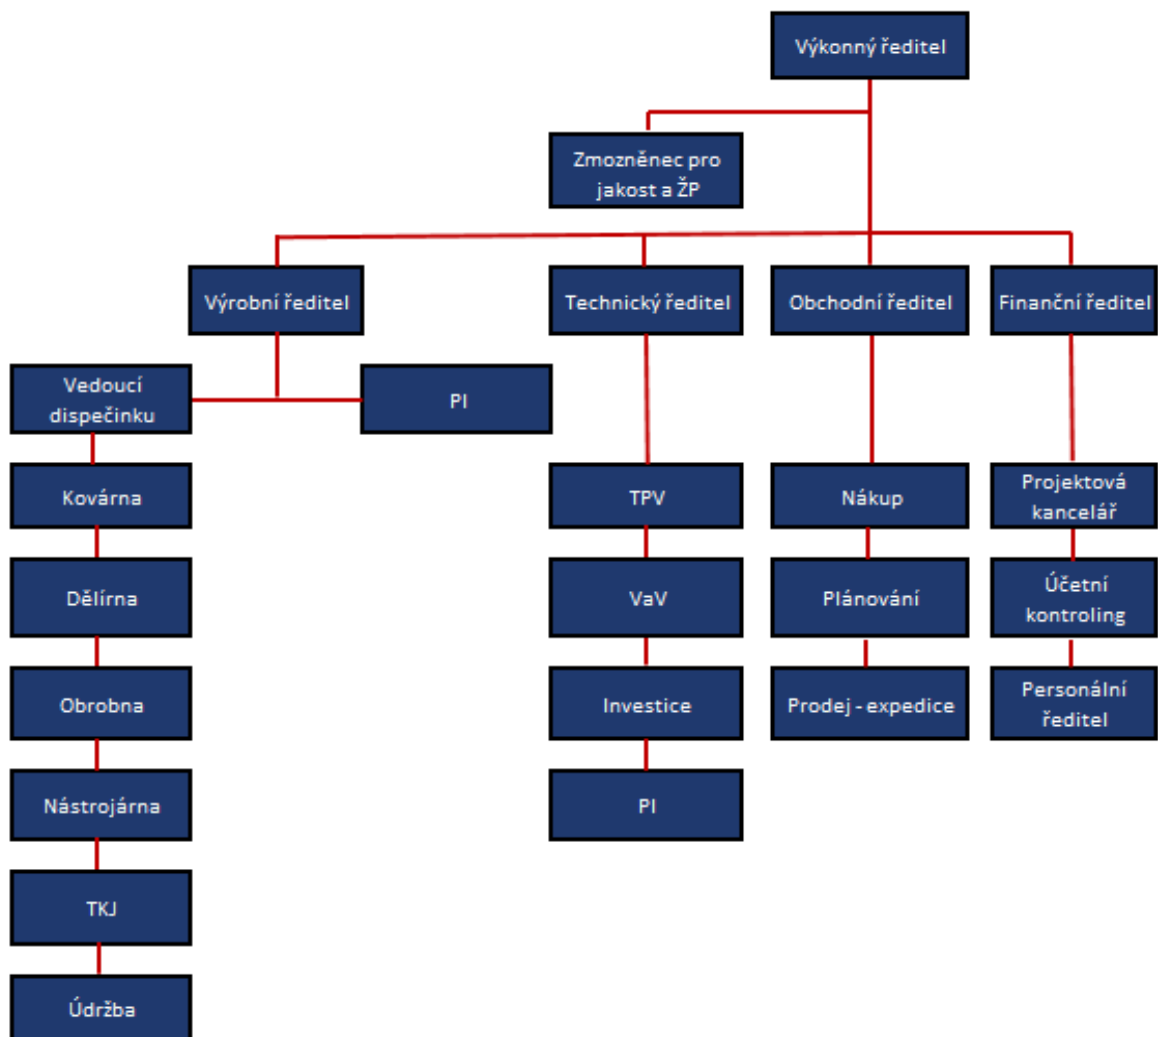 Výkonný ředitel
Zmozněnec pro
jakost a ŽP
Výrobní ředitel
Technický ředitel
Obchodní ředitel
Finanční ředitel
Vedoucí
dispečinku
PI
Kovárna
TPV
Nákup
Projektová
kancelář
Dělírna
VaV
Plánování
Účetní
kontroling
Obrobna
Investice
Prodej - expedice
Personální
ředitel
Nástrojárna
PI
TKJ
Údržba